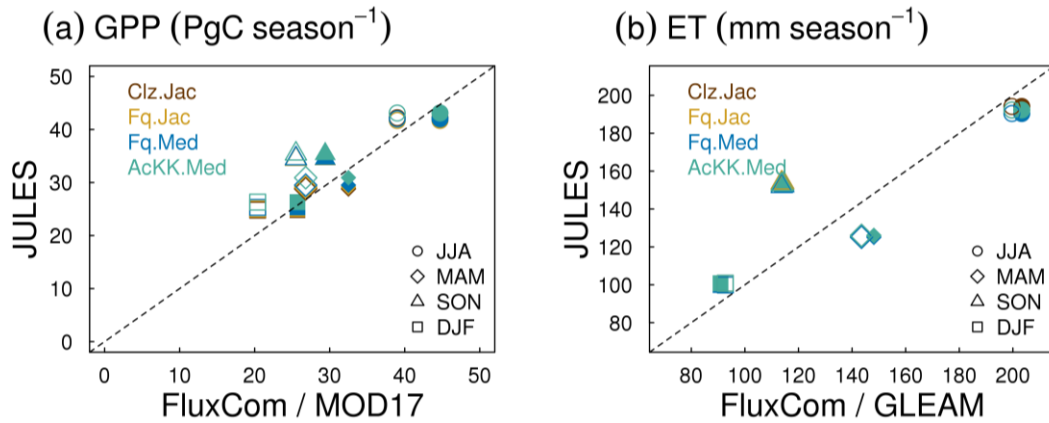 (a) GPP (PgC season⁻¹)
50
40
30
20
10
0
JULES
Clz.Jac
Fq.Jac
Fq.Med
AcKK.Med
JJA
MAM
SON
DJF
0 10 20 30 40 50
FluxCom / MOD17
(b) ET (mm season⁻¹)
200
180
160
140
120
100
80
JULES
Clz.Jac
Fq.Jac
Fq.Med
AcKK.Med
JJA
MAM
SON
DJF
80 100 120 140 160 180 200
FluxCom / GLEAM